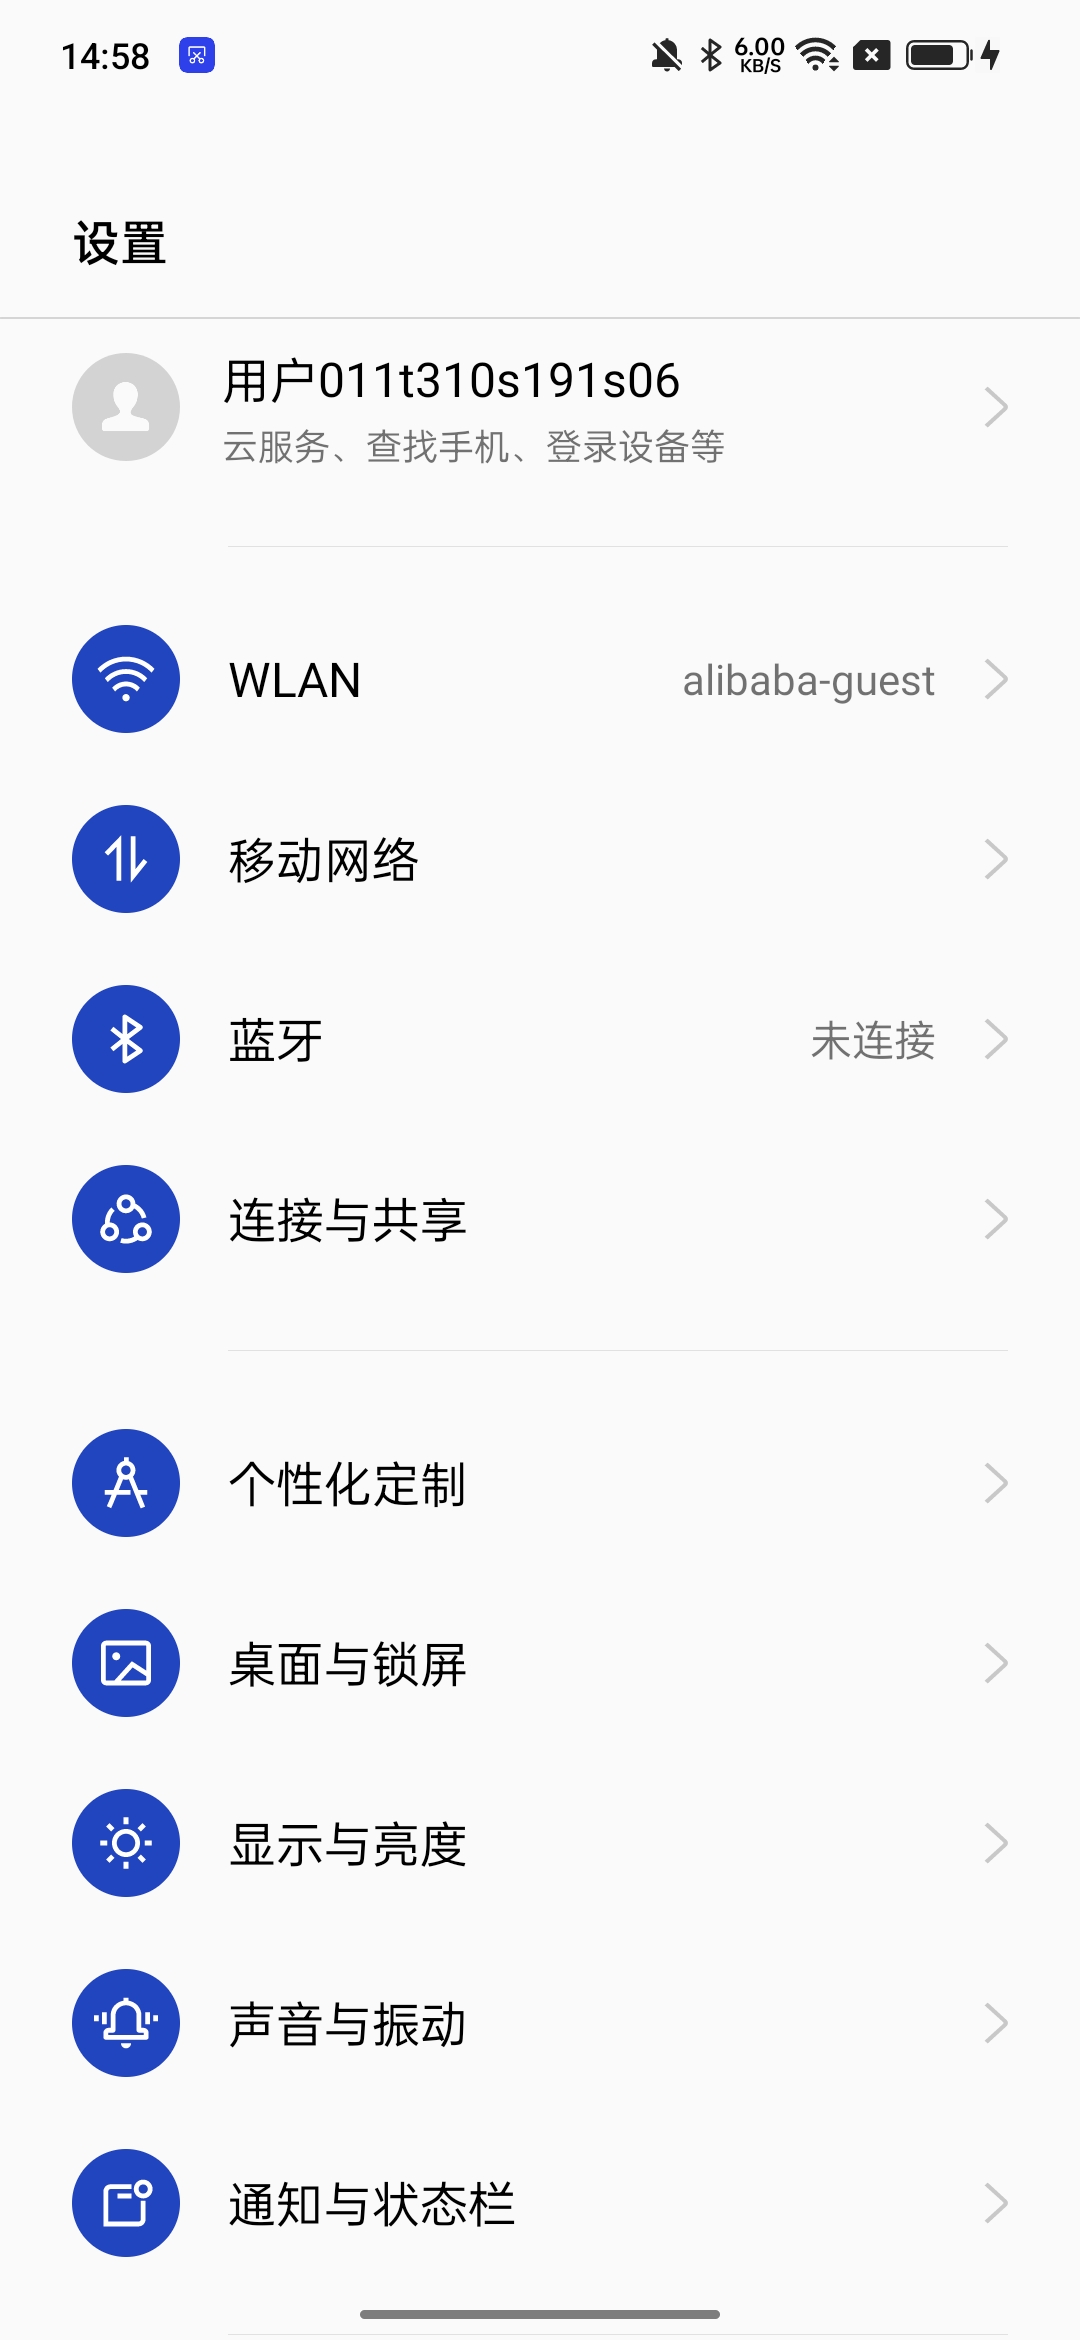 14:58
6.00
KB/S
设置
用户011t310s191s06
云服务、查找手机、登录设备等
WLAN alibaba-guest
移动网络
蓝牙 未连接
连接与共享
个性化定制
桌面与锁屏
显示与亮度
声音与振动
通知与状态栏